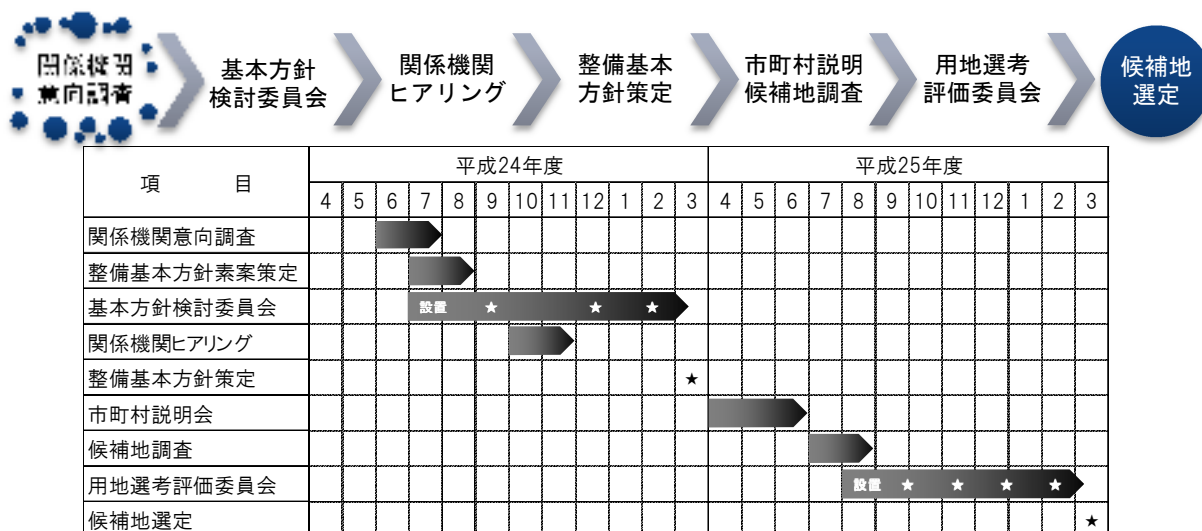 関係機関
意向調査
基本方針
検討委員会
関係機関
ヒアリング
整備基本
方針策定
市町村説明
候補地調査
用地選考
評価委員会
候補地
選定
項 目
平成24年度
平成25年度
4 5 6 7 8 9 10 11 12 1 2 3 4 5 6 7 8 9 10 11 12 1 2 3
関係機関意向調査
整備基本方針素案策定
基本方針検討委員会
設置 ★ ★ ★
関係機関ヒアリング
整備基本方針策定
★
市町村説明会
候補地調査
用地選考評価委員会
設置 ★ ★ ★ ★
候補地選定
★